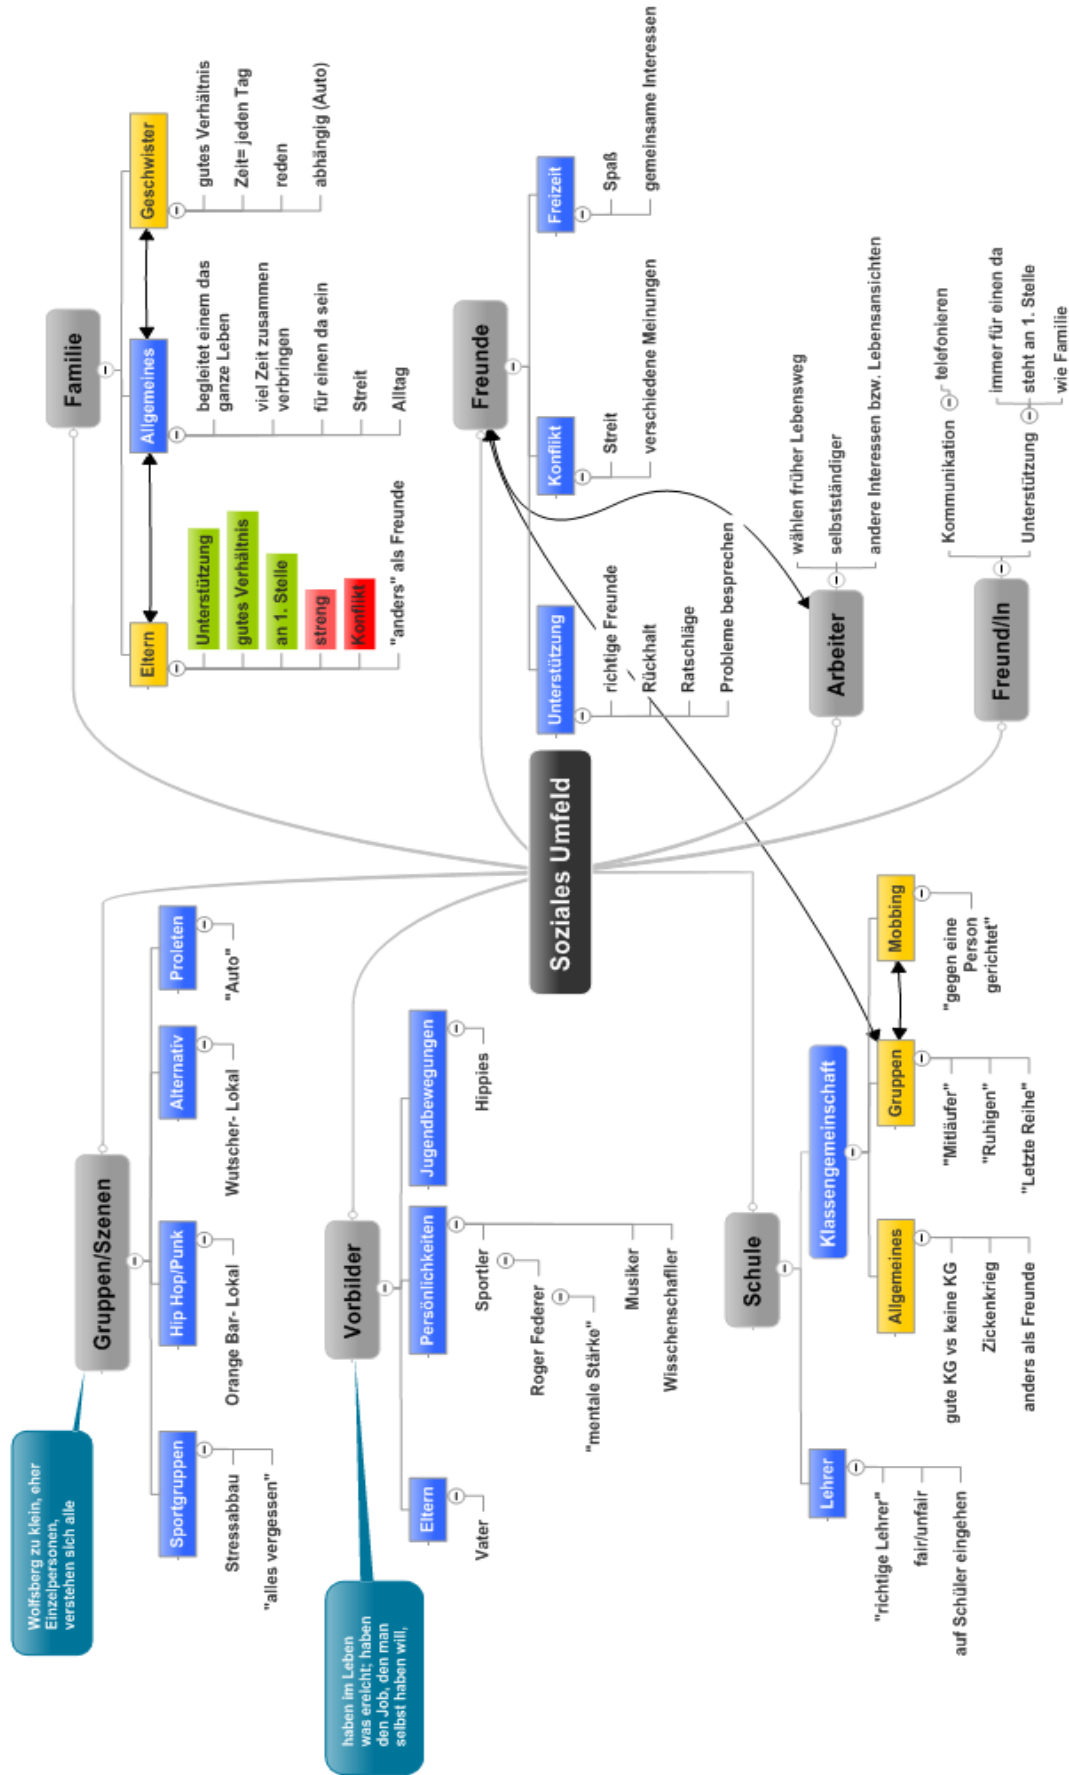 Wolfsberg zu klein, eher
Einzelpersonen,
verstehen sich alle
Gruppen/Szenen
Sportgruppen
Stressabbau
"alles vergessen"
Hip Hop/Punk
Orange Bar- Lokal
Alternativ
Wutscher- Lokal
Proleten
"Auto"
haben im Leben
was ereicht; haben
den Job, den man
selbst haben will,
Vorbilder
Eltern
Vater
Persönlichkeiten
Sportler
Roger Federer
"mentale Stärke"
Musiker
Wisschenschafller
Jugendbewegungen
Hippies
Schule
Lehrer
"richtige Lehrer"
fair/unfair
auf Schüler eingehen
Klassengemeinschaft
Allgemeines
gute KG vs keine KG
Zickenkrieg
anders als Freunde
Gruppen
"Mitläufer"
"Ruhigen"
"Letzte Reihe"
Mobbing
"gegen eine
Person
gerichtet"
Soziales Umfeld
Familie
Eltern
Unterstützung
gutes Verhältnis
an 1. Stelle
streng
Konflikt
"anders" als Freunde
Allgemeines
begleitet einem das
ganze Leben
viel Zeit zusammen
verbringen
für einen da sein
Streit
Alltag
Geschwister
gutes Verhältnis
Zeit= jeden Tag
reden
abhängig (Auto)
Freunde
Unterstützung
richtige Freunde
Rückhalt
Ratschläge
Probleme besprechen
Konflikt
Streit
verschiedene Meinungen
Freizeit
Spaß
gemeinsame Interessen
Arbeiter
wählen früher Lebensweg
selbstständiger
andere Interessen bzw. Lebensansichten
Freund/In
Kommunikation
telefonieren
Unterstützung
immer für einen da
steht an 1. Stelle
wie Familie